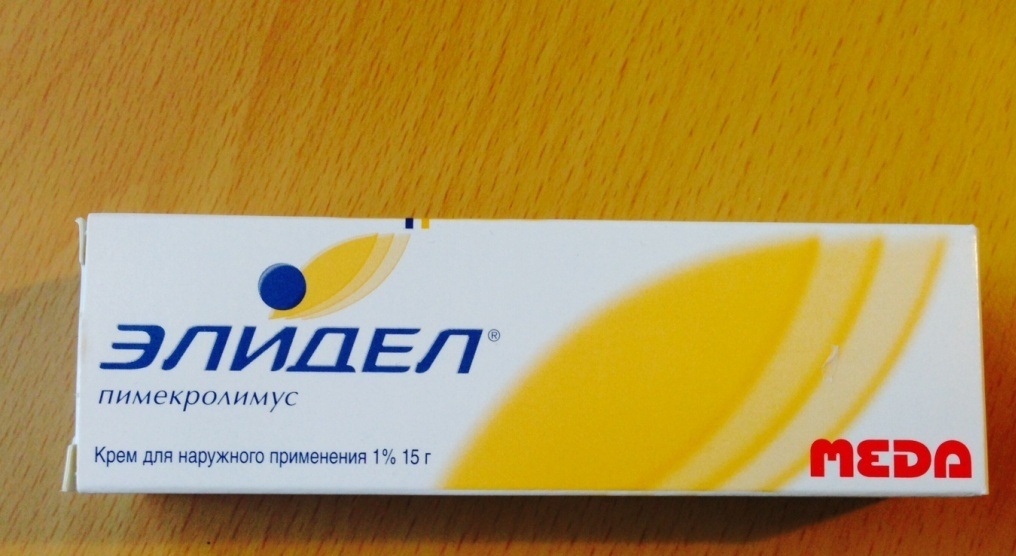 ЭЛИДЕЛ®
пимекролимус
Крем для наружного применения 1% 15 г
MEDA